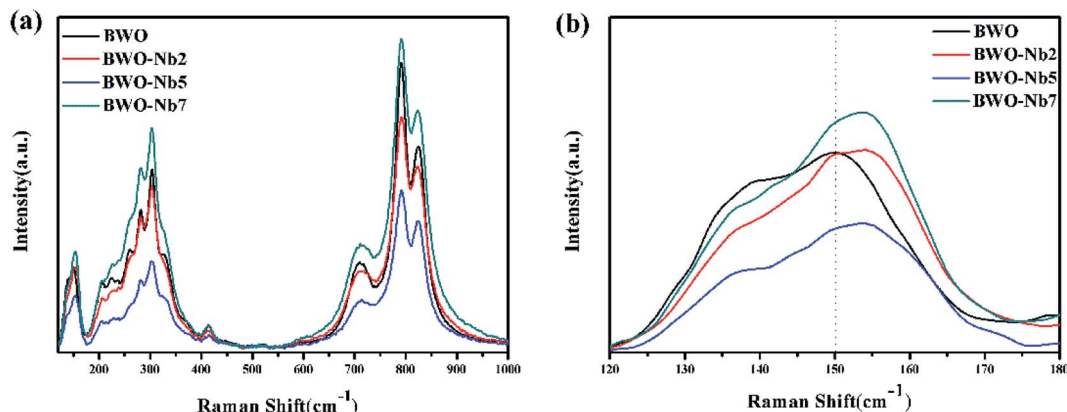 (a)
BWO
BWO-Nb2
BWO-Nb5
BWO-Nb7
Intensity(a.u.)
200 300 400 500 600 700 800 900 1000
Raman Shift(cm⁻¹)
(b)
BWO
BWO-Nb2
BWO-Nb5
BWO-Nb7
Intensity(a.u.)
120 130 140 150 160 170 180
Raman Shift(cm⁻¹)